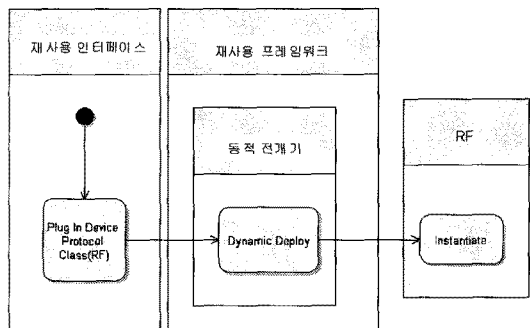 재사용 인터페이스
재사용 프레임워크
동적 전개기
RF
Plug In Device
Protocol
Class(RF)
Dynamic Deploy
Instantiate